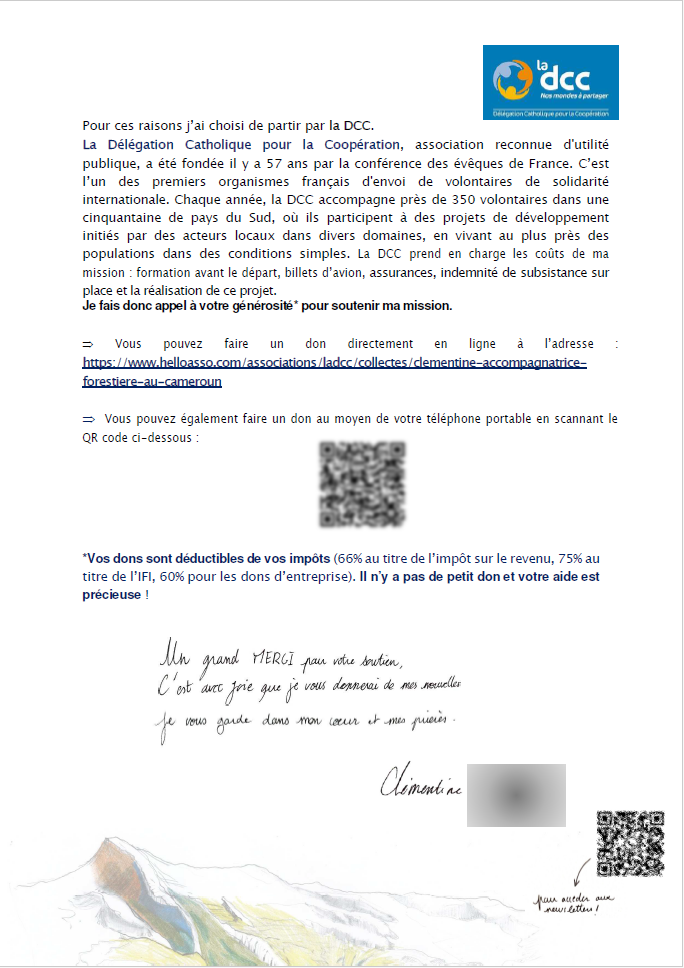 la
dcc
Nos mondes à partager
Délégation Catholique pour la Coopération
Pour ces raisons j’ai choisi de partir par la DCC.
La Délégation Catholique pour la Coopération, association reconnue d'utilité
publique, a été fondée il y a 57 ans par la conférence des évêques de France. C’est
l’un des premiers organismes français d'envoi de volontaires de solidarité
internationale. Chaque année, la DCC accompagne près de 350 volontaires dans une
cinquantaine de pays du Sud, où ils participent à des projets de développement
initiés par des acteurs locaux dans divers domaines, en vivant au plus près des
populations dans des conditions simples. La DCC prend en charge les coûts de ma
mission : formation avant le départ, billets d’avion, assurances, indemnité de subsistance sur
place et la réalisation de ce projet.
Je fais donc appel à votre générosité* pour soutenir ma mission.
⇒ Vous pouvez faire un don directement en ligne à l’adresse :
https://www.helloasso.com/associations/ladcc/collectes/clementine-accompagnatrice-
forestiere-au-cameroun
⇒ Vous pouvez également faire un don au moyen de votre téléphone portable en scannant le
QR code ci-dessous :
*Vos dons sont déductibles de vos impôts (66% au titre de l’impôt sur le revenu, 75% au
titre de l’IFI, 60% pour les dons d’entreprise). Il n’y a pas de petit don et votre aide est
précieuse !
Un grand MERCI pour votre soutien,
C'est avec joie que je vous donnerai de mes nouvelles
Je vous garde dans mon coeur et mes prières.
Clémentine
pour accéder aux
newsletters !